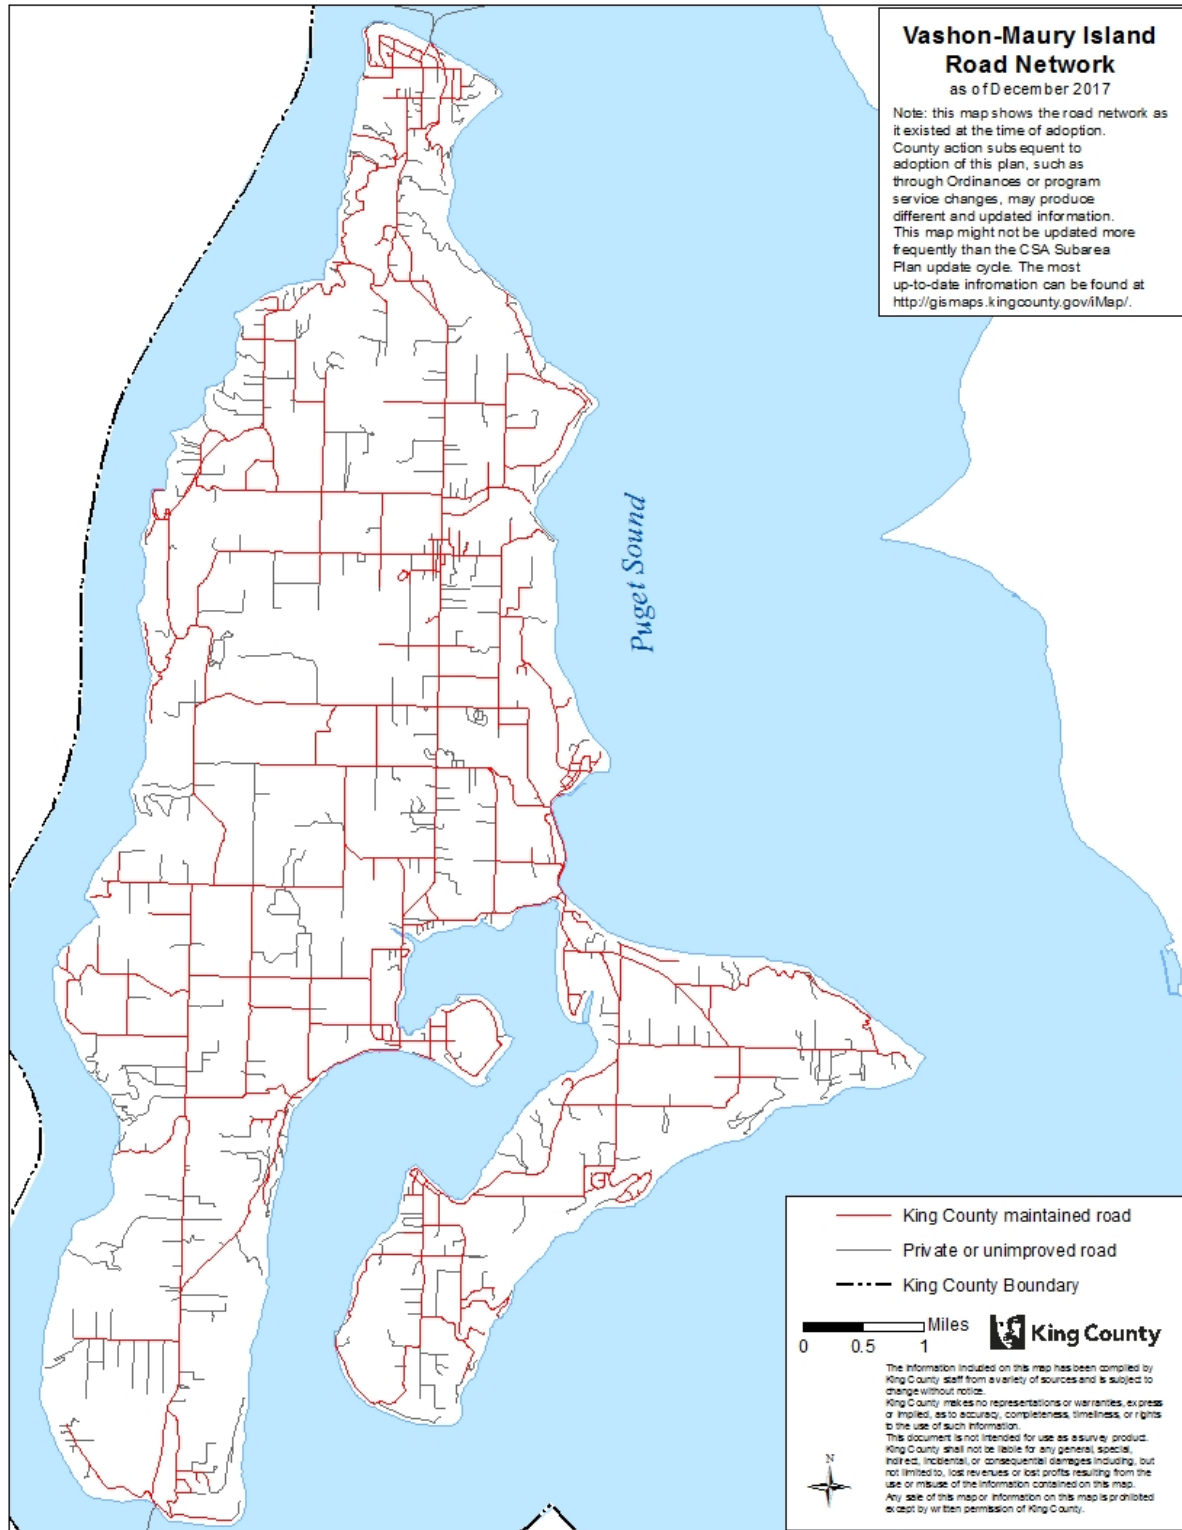 Vashon-Maury Island
Road Network
as of December 2017
Note: this map shows the road network as
it existed at the time of adoption.
County action subsequent to
adoption of this plan, such as
through Ordinances or program
service changes, may produce
different and updated information.
This map might not be updated more
frequently than the CSA Subarea
Plan update cycle. The most
up-to-date infromation can be found at
http://gismaps.kingcounty.gov/iMap/.
Puget Sound
King County maintained road
Private or unimproved road
King County Boundary
Miles
0 0.5 1
King County
The information included on this map has been compiled by
King County staff from a variety of sources and is subject to
change without notice.
King County makes no representations or warranties, express
or implied, as to accuracy, completeness, timeliness, or rights
to the use of such information.
This document is not intended for use as a survey product.
King County shall not be liable for any general, special,
indirect, incidental, or consequential damages including, but
not limited to, lost revenues or lost profits resulting from the
use or misuse of the information contained on this map.
Any sale of this map or information on this map is prohibited
except by written permission of King County.
N